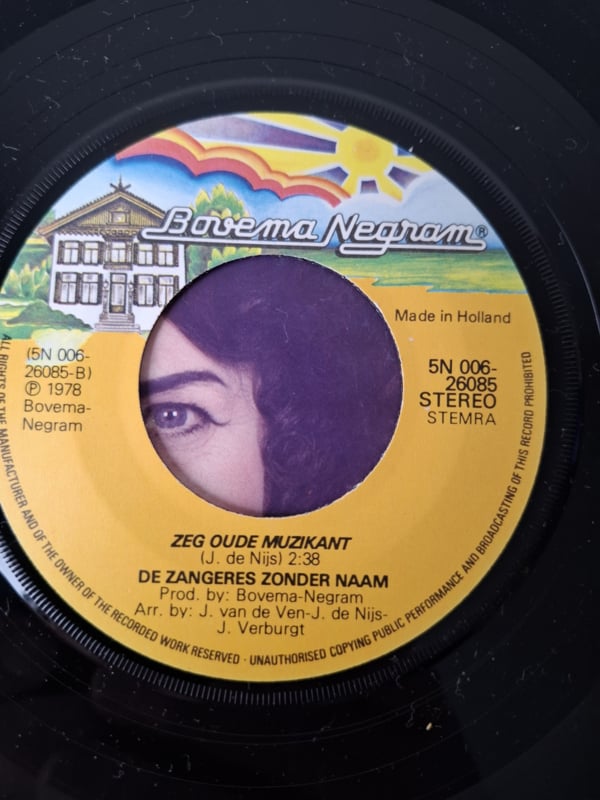 Bovema Negram®
Made in Holland
(5N 006-
26085-B)
℗ 1978
Bovema-
Negram
5N 006-
26085
STEREO
STEMRA
ZEG OUDE MUZIKANT
(J. de Nijs) 2:38
DE ZANGERES ZONDER NAAM
Prod. by: Bovema-Negram
Arr. by: J. van de Ven-J. de Nijs-
J. Verburgt
ALL RIGHTS OF THE MANUFACTURER AND OF THE OWNER OF THE RECORDED WORK RESERVED · UNAUTHORISED COPYING PUBLIC PERFORMANCE AND BROADCASTING OF THIS RECORD PROHIBITED